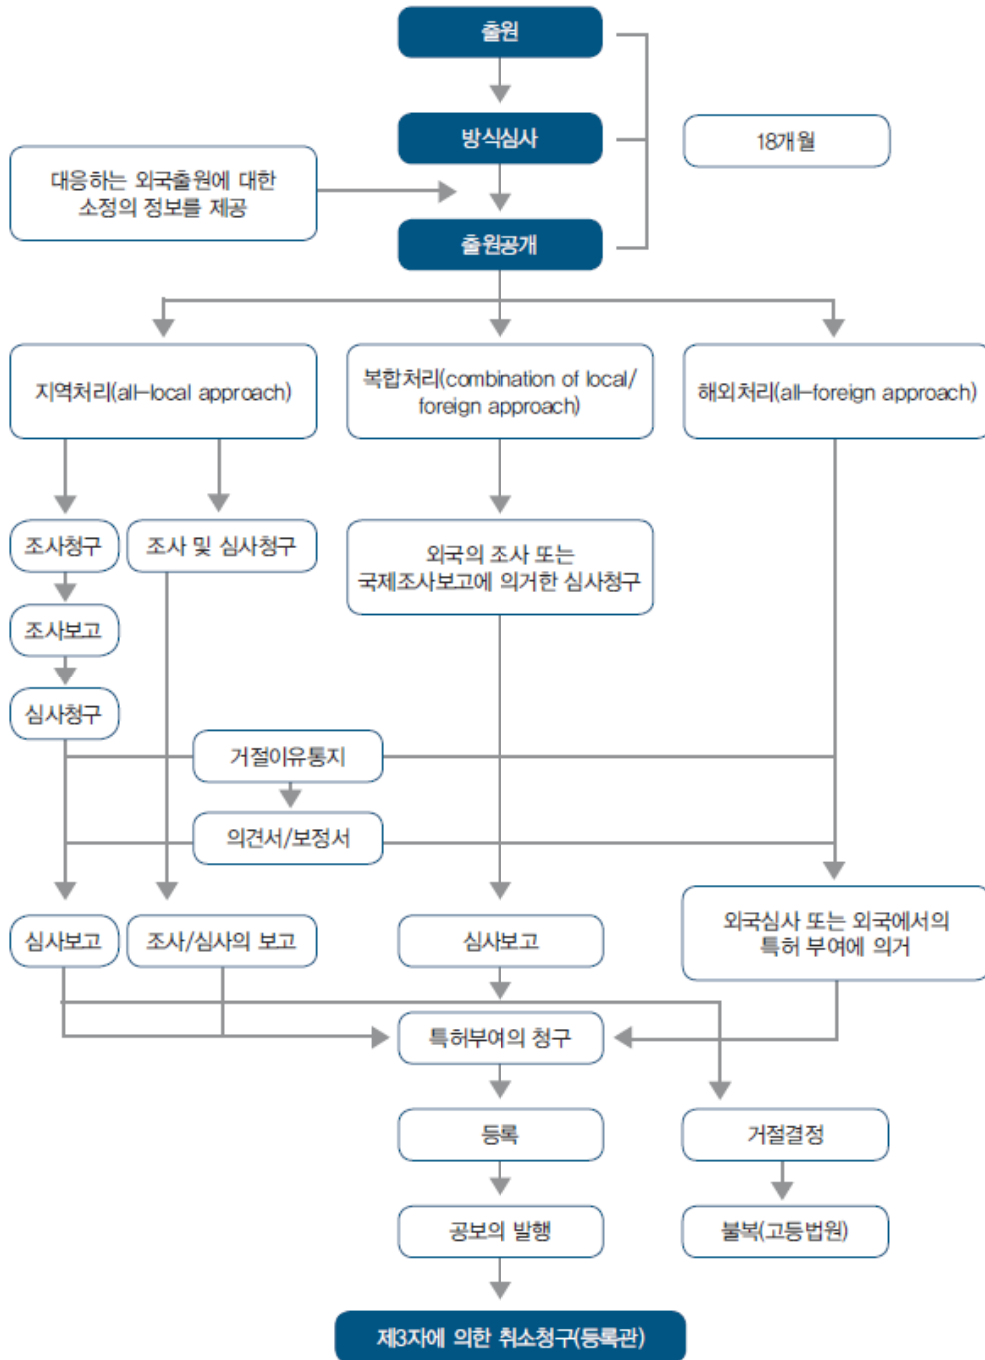 출원
방식심사
18개월
대응하는 외국출원에 대한
소정의 정보를 제공
출원공개
지역처리(all-local approach)
복합처리(combination of local/
foreign approach)
해외처리(all-foreign approach)
조사청구
조사 및 심사청구
외국의 조사 또는
국제조사보고에 의거한 심사청구
조사보고
심사청구
거절이유통지
의견서/보정서
심사보고
조사/심사의 보고
심사보고
외국심사 또는 외국에서의
특허 부여에 의거
특허부여의 청구
등록
거절결정
공보의 발행
불복(고등법원)
제3자에 의한 취소청구(등록관)